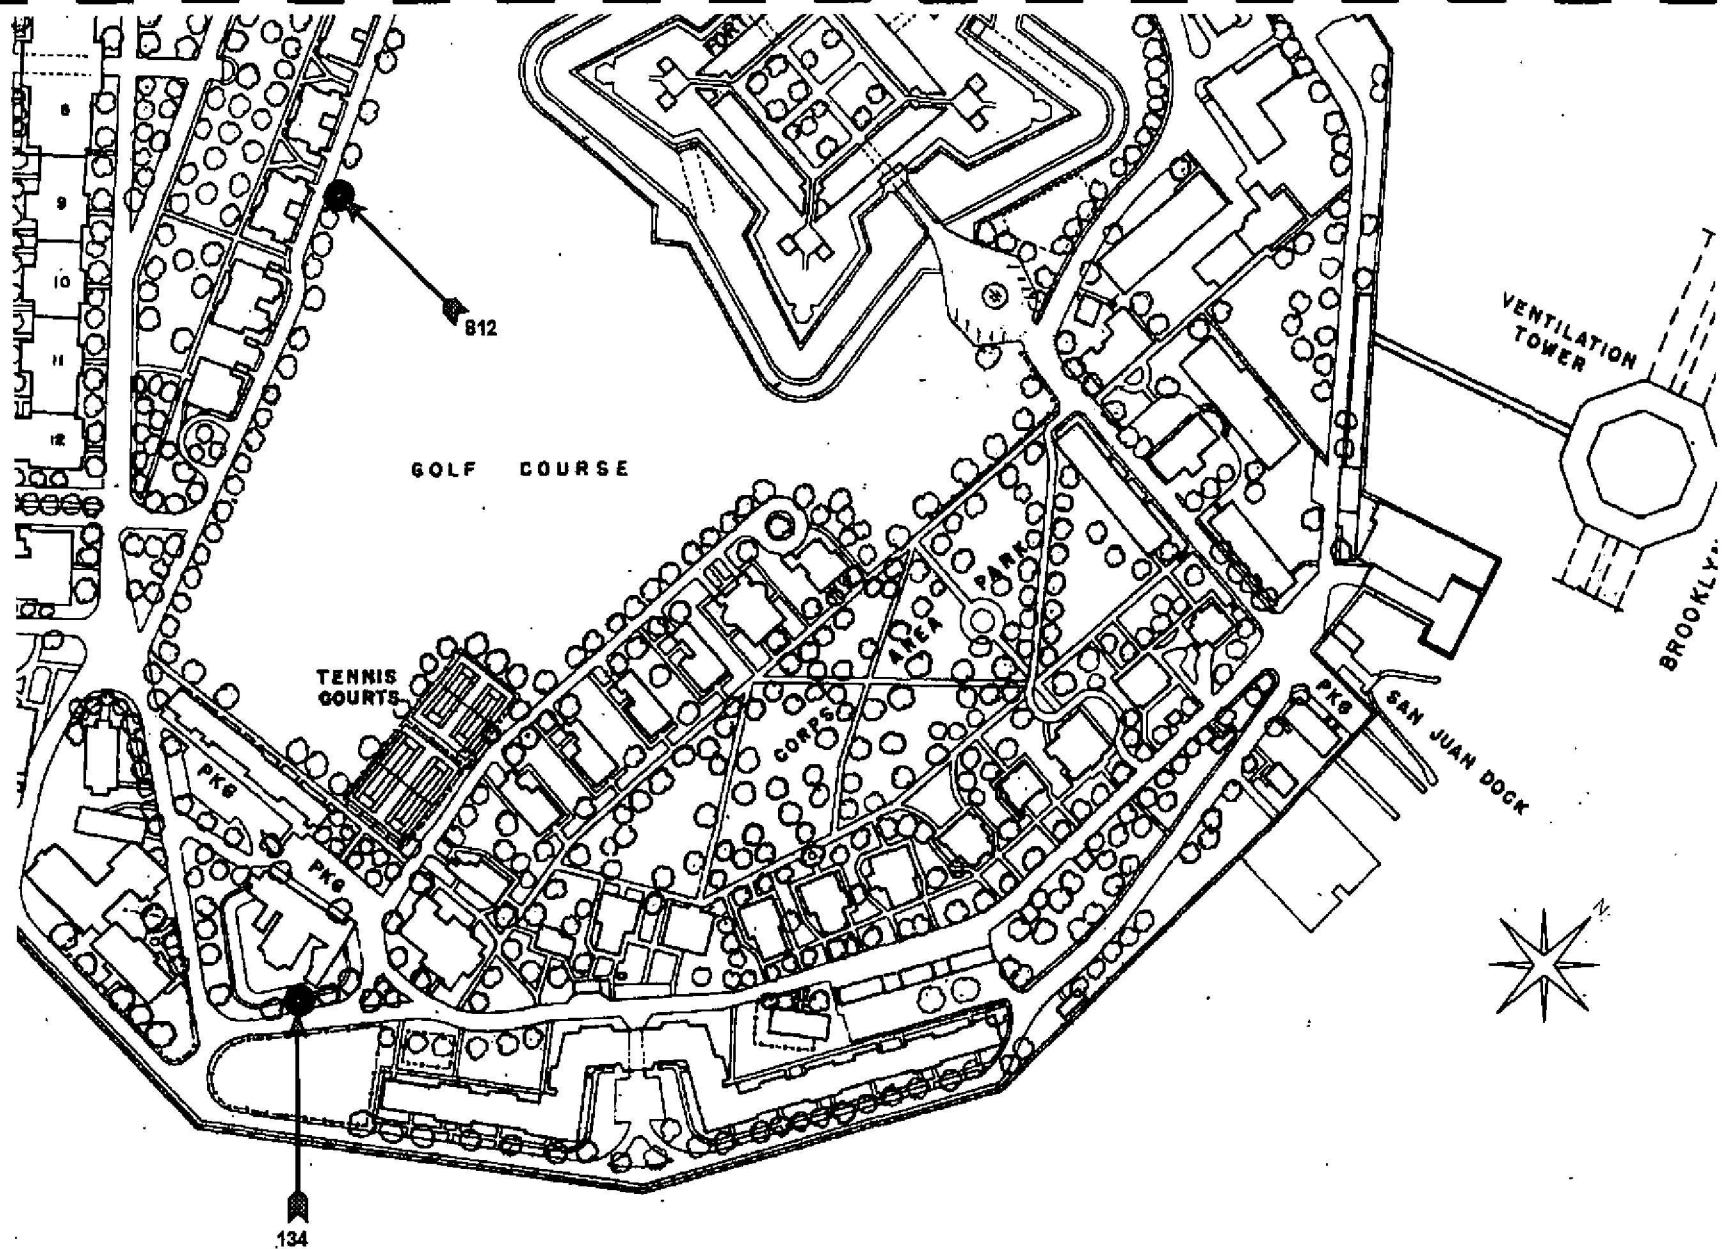 FORT
8
9
10
11
12
812
GOLF COURSE
VENTILATION
TOWER
BROOKLYN
TENNIS
COURTS
PARK
AREA
CORPS
PKG
PKG
PKG
SAN JUAN DOCK
N.
134